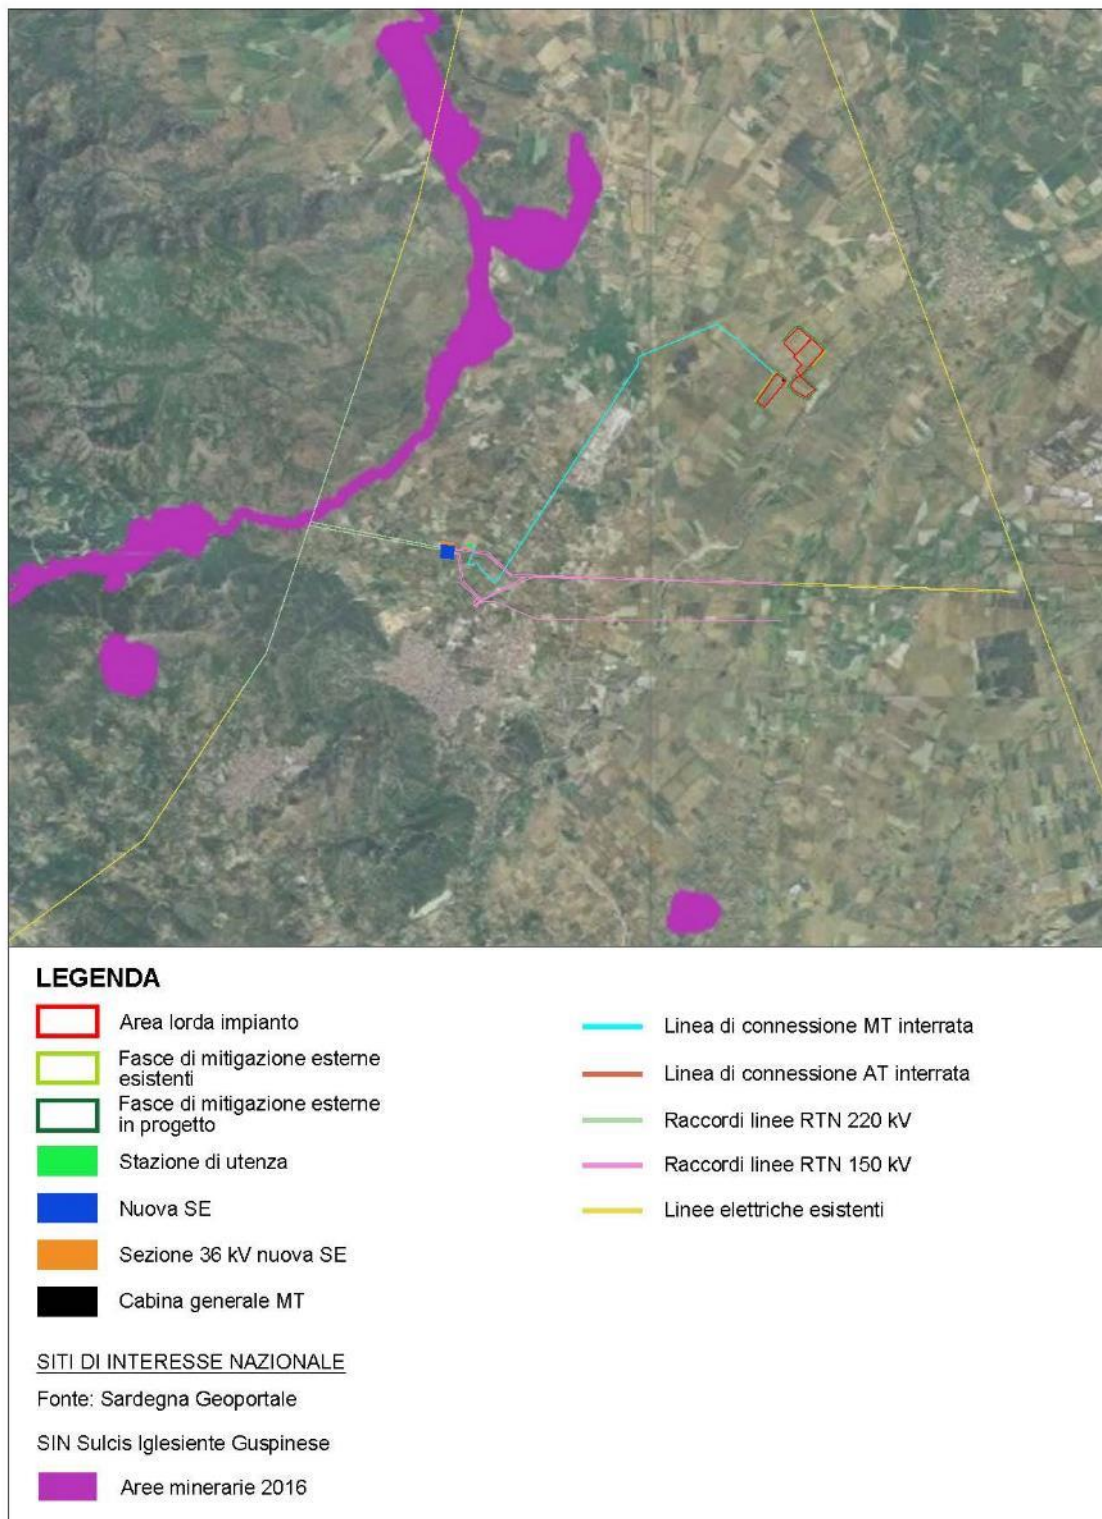 LEGENDA
Area lorda impianto
Fasce di mitigazione esterne
esistenti
Fasce di mitigazione esterne
in progetto
Stazione di utenza
Nuova SE
Sezione 36 kV nuova SE
Cabina generale MT
Linea di connessione MT interrata
Linea di connessione AT interrata
Raccordi linee RTN 220 kV
Raccordi linee RTN 150 kV
Linee elettriche esistenti
SITI DI INTERESSE NAZIONALE
Fonte: Sardegna Geoportale
SIN Sulcis Iglesiente Guspinese
Aree minerarie 2016